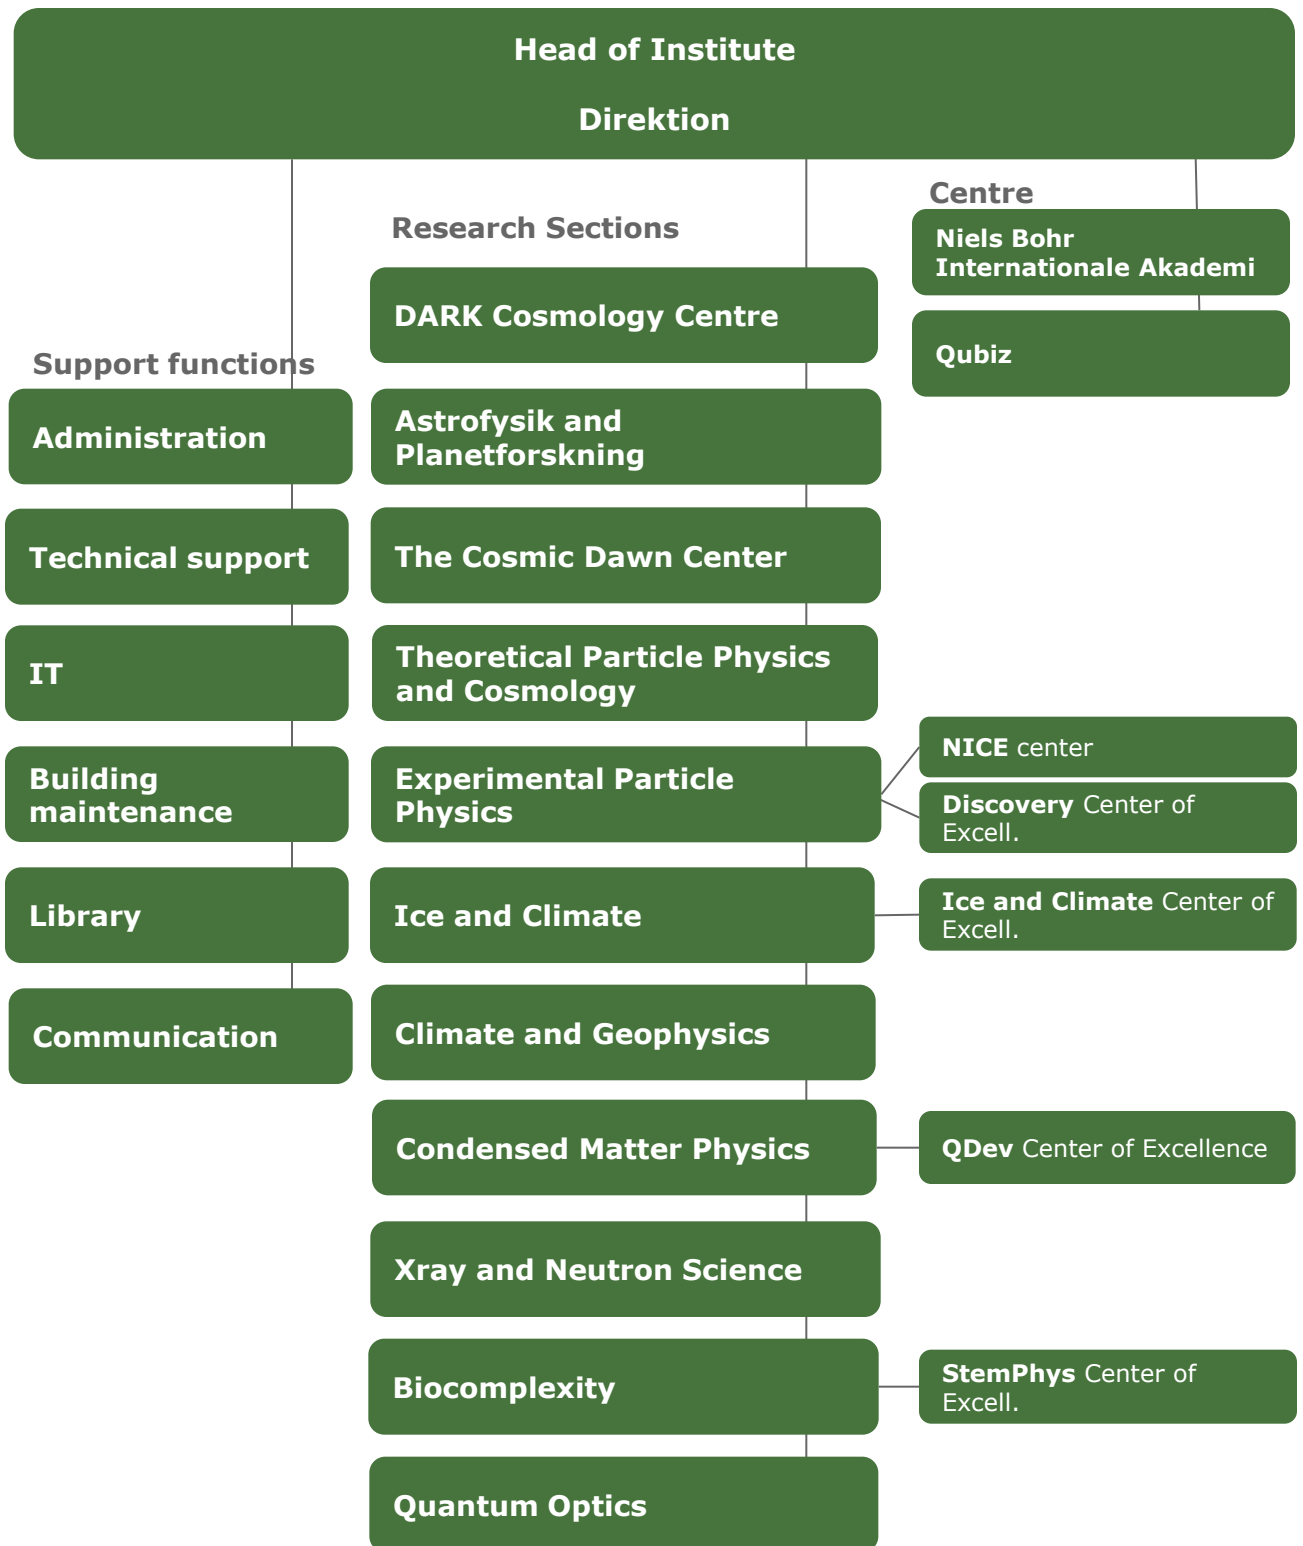 Head of Institute
Direktion
Support functions
Administration
Technical support
IT
Building
maintenance
Library
Communication
Research Sections
DARK Cosmology Centre
Astrofysik and
Planetforskning
The Cosmic Dawn Center
Theoretical Particle Physics
and Cosmology
Experimental Particle
Physics
Ice and Climate
Climate and Geophysics
Condensed Matter Physics
Xray and Neutron Science
Biocomplexity
Quantum Optics
Centre
Niels Bohr
Internationale Akademi
Qubiz
NICE center
Discovery Center of
Excell.
Ice and Climate Center of
Excell.
QDev Center of Excellence
StemPhys Center of
Excell.